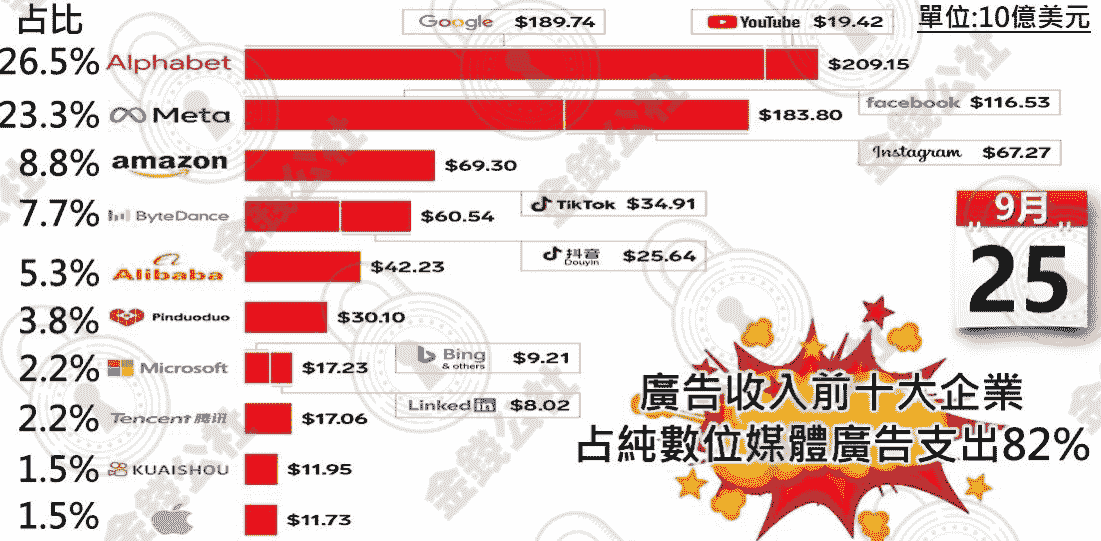 占比
Google $189.74
YouTube $19.42
單位:10億美元
26.5% Alphabet $209.15
23.3% Meta $183.80
facebook $116.53
Instagram $67.27
8.8% amazon $69.30
7.7% ByteDance $60.54
TikTok $34.91
抖音 Douyin $25.64
5.3% Alibaba $42.23
3.8% Pinduoduo $30.10
2.2% Microsoft $17.23
Bing & others $9.21
LinkedIn $8.02
2.2% Tencent 腾讯 $17.06
1.5% KUAISHOU $11.95
1.5% $11.73
9月
25
廣告收入前十大企業
占純數位媒體廣告支出82%
金錢公社